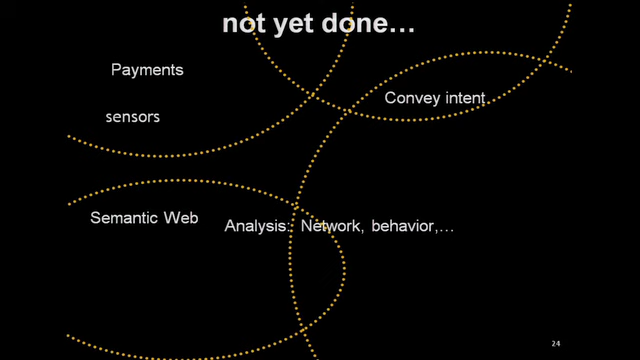 not yet done…
Payments
Convey intent
sensors
Semantic Web
Analysis: Network, behavior,…
24